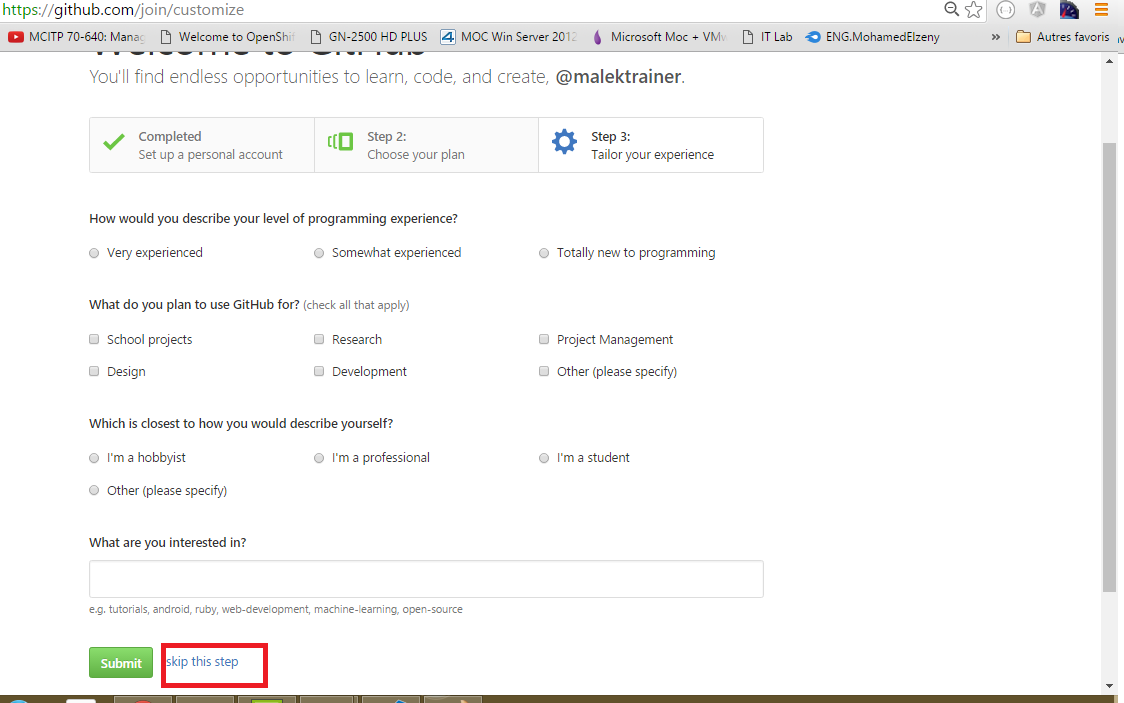 https://github.com/join/customize
MCITP 70-640: Manag Welcome to OpenShif GN-2500 HD PLUS MOC Win Server 2012 Microsoft Moc + VMw IT Lab ENG.MohamedElzeny » Autres favoris
Welcome to GitHub
You'll find endless opportunities to learn, code, and create, @malektrainer.
Completed
Set up a personal account
Step 2:
Choose your plan
Step 3:
Tailor your experience
How would you describe your level of programming experience?
Very experienced Somewhat experienced Totally new to programming
What do you plan to use GitHub for? (check all that apply)
School projects Research Project Management
Design Development Other (please specify)
Which is closest to how you would describe yourself?
I'm a hobbyist I'm a professional I'm a student
Other (please specify)
What are you interested in?
e.g. tutorials, android, ruby, web-development, machine-learning, open-source
Submit skip this step